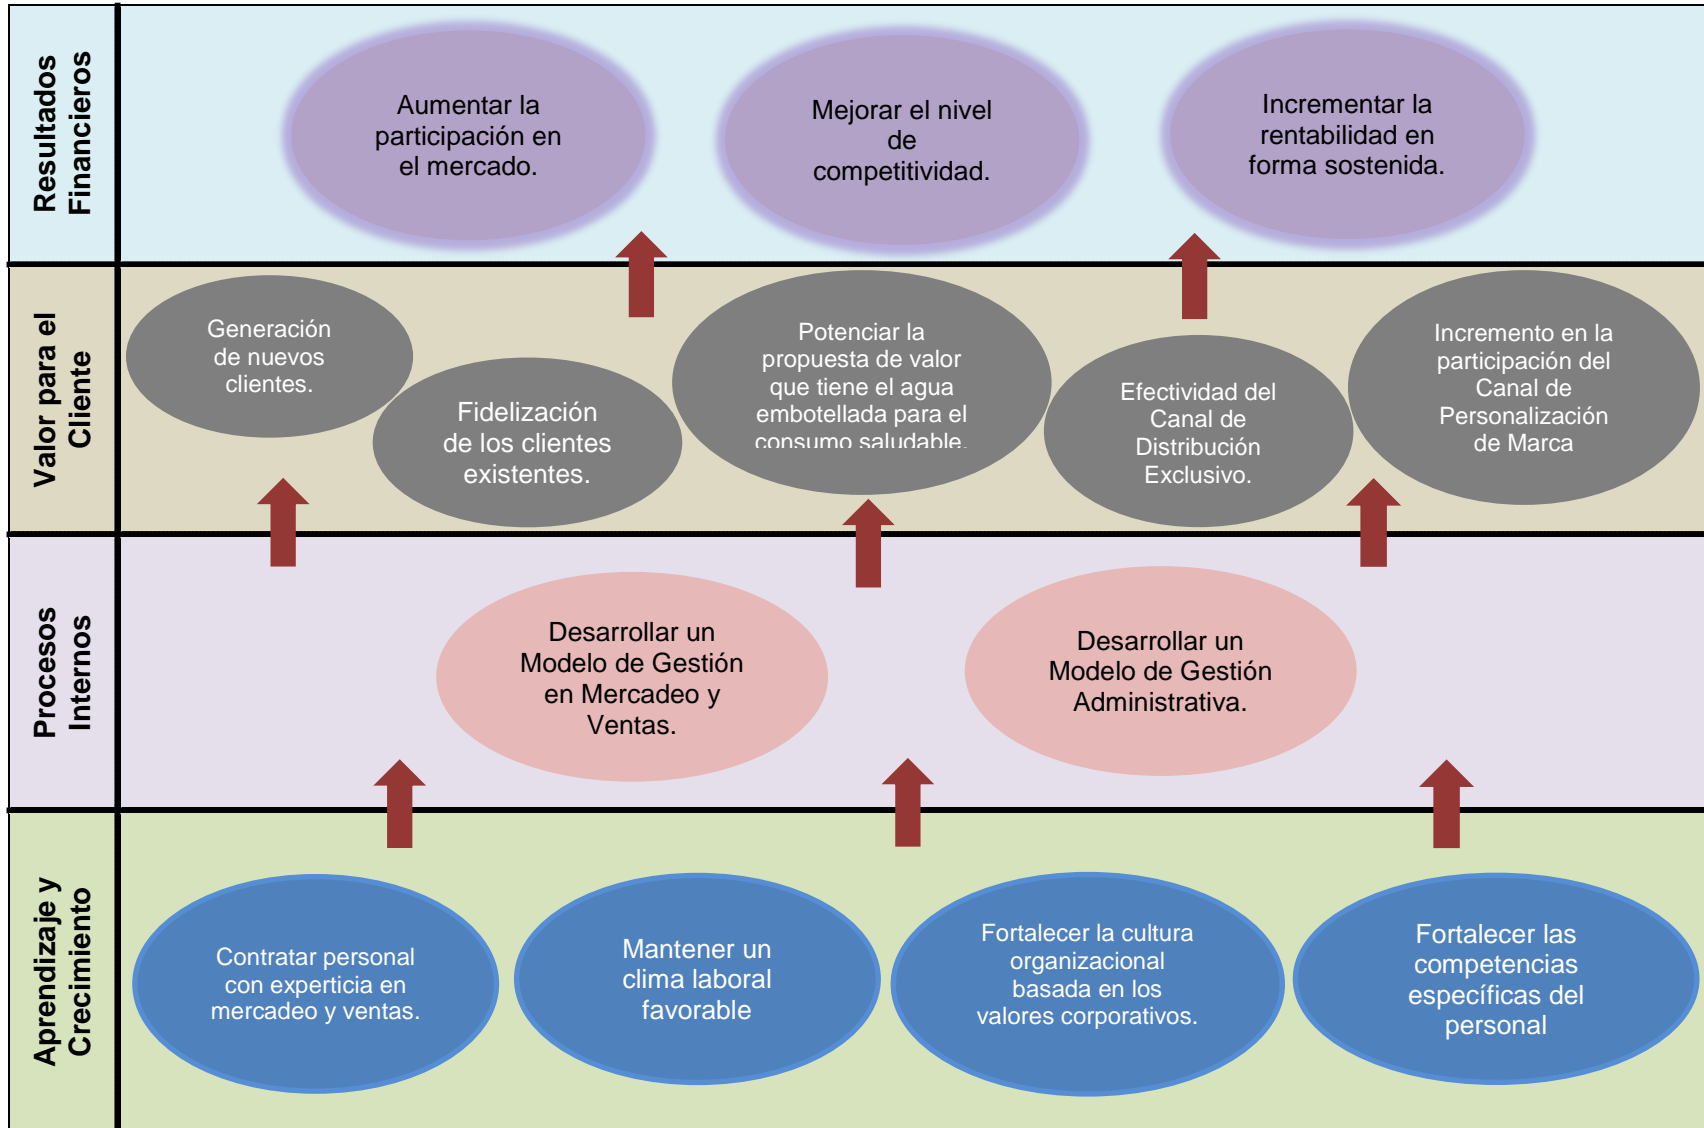 Resultados
Financieros
Aumentar la
participación en
el mercado.
Mejorar el nivel
de
competitividad.
Incrementar la
rentabilidad en
forma sostenida.
Valor para el
Cliente
Generación
de nuevos
clientes.
Fidelización
de los clientes
existentes.
Potenciar la
propuesta de valor
que tiene el agua
embotellada para el
consumo saludable.
Efectividad del
Canal de
Distribución
Exclusivo.
Incremento en la
participación del
Canal de
Personalización
de Marca
Procesos
Internos
Desarrollar un
Modelo de Gestión
en Mercadeo y
Ventas.
Desarrollar un
Modelo de Gestión
Administrativa.
Aprendizaje y
Crecimiento
Contratar personal
con experticia en
mercadeo y ventas.
Mantener un
clima laboral
favorable
Fortalecer la cultura
organizacional
basada en los
valores corporativos.
Fortalecer las
competencias
específicas del
personal